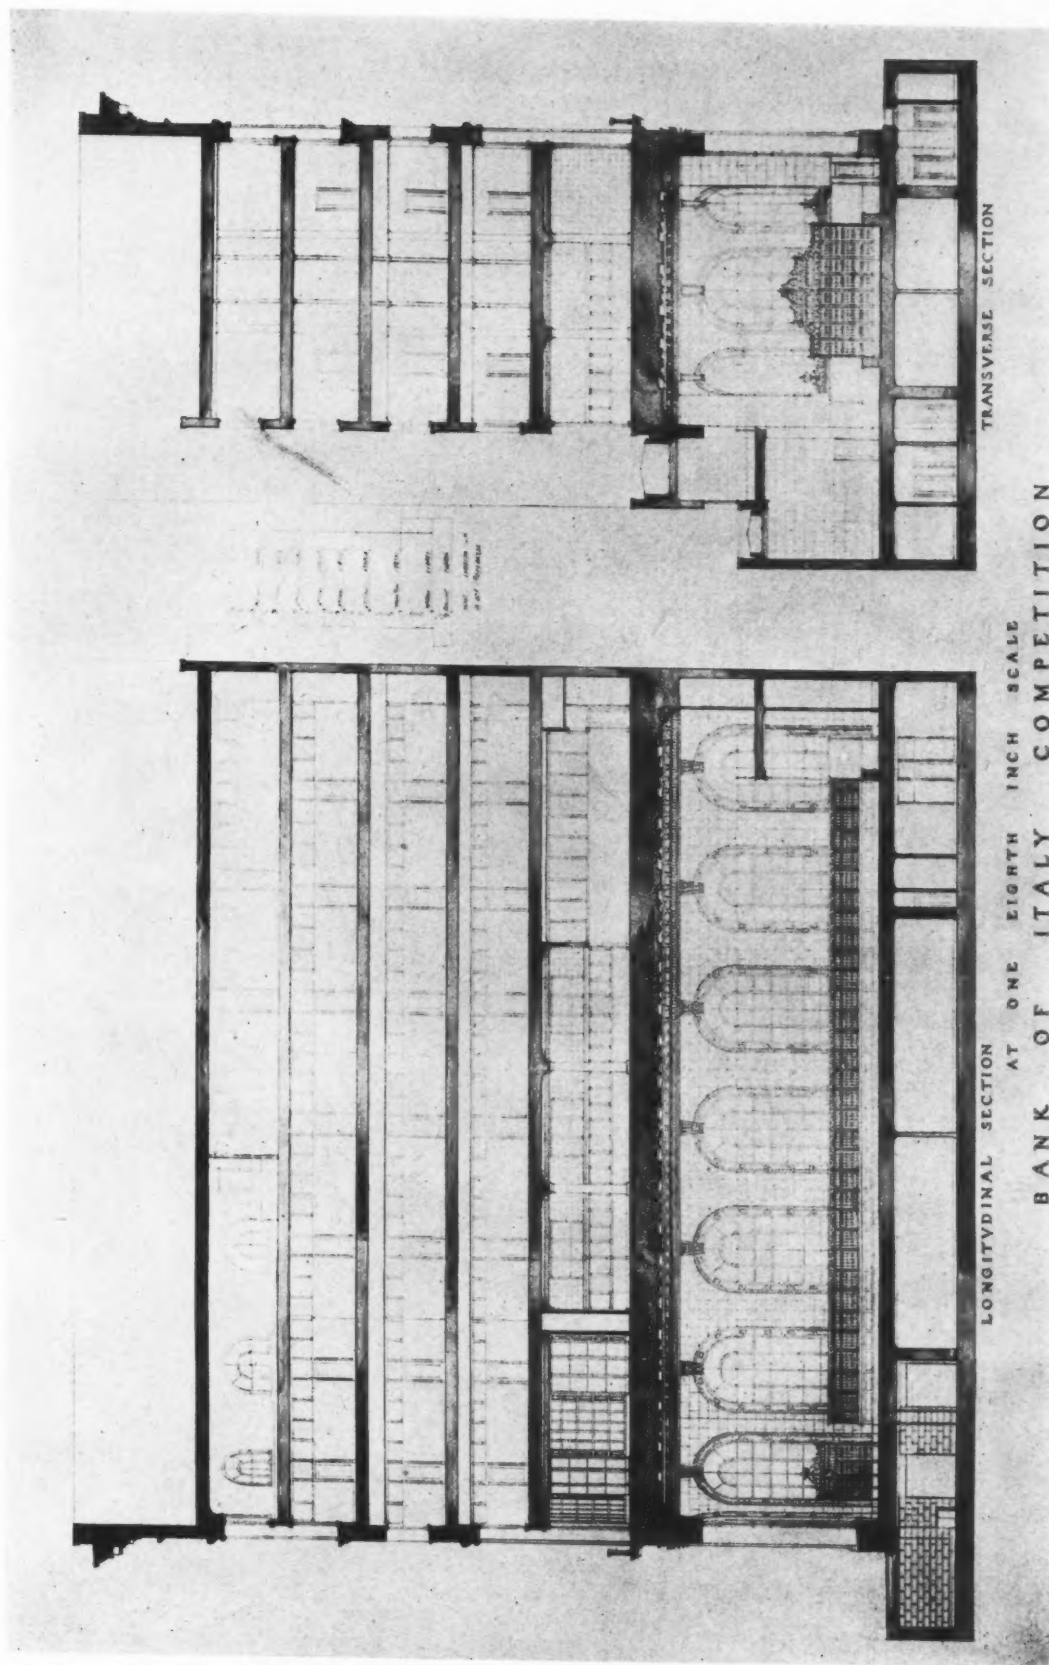 LONGITVDINAL SECTION
TRANSVERSE SECTION
AT ONE EIGHTH INCH SCALE
BANK OF ITALY COMPETITION